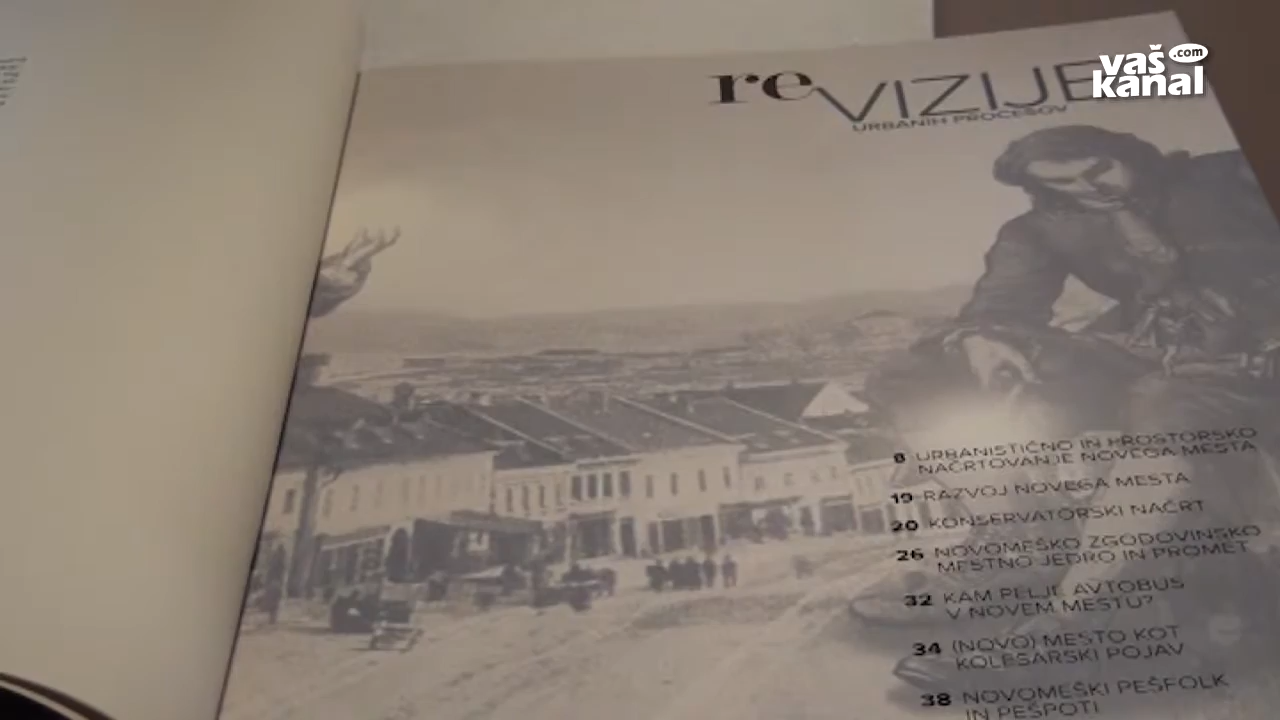 vaš
.com
kanal
reVIZIJE
URBANIH PROCESOV
8 URBANISTIČNO IN PROSTORSKO
NAČRTOVANJE NOVEGA MESTA
19 RAZVOJ NOVEGA MESTA
20 KONSERVATORSKI NAČRT
26 NOVOMEŠKO ZGODOVINSKO
MESTNO JEDRO IN PROMET
32 KAM PELJE AVTOBUS
V NOVEM MESTU?
34 (NOVO) MESTO KOT
KOLESARSKI POJAV
38 NOVOMEŠKI PEŠFOLK
IN PEŠPOTI